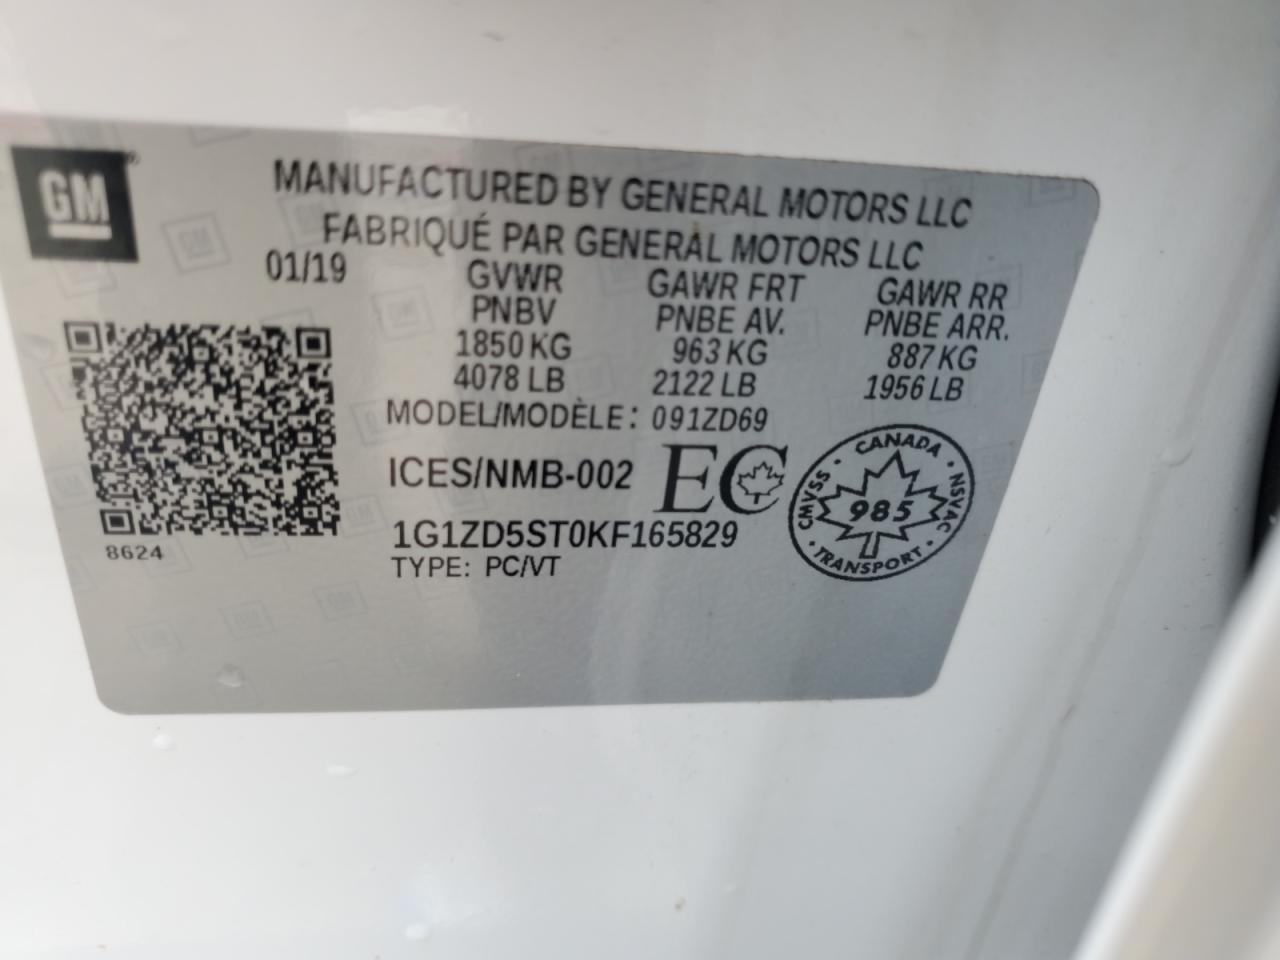 GM
MANUFACTURED BY GENERAL MOTORS LLC
FABRIQUÉ PAR GENERAL MOTORS LLC
01/19 GVWR GAWR FRT GAWR RR
PNBV PNBE AV. PNBE ARR.
1850 KG 963 KG 887 KG
4078 LB 2122 LB 1956 LB
MODEL/MODÈLE: 091ZD69
ICES/NMB-002 EC
1G1ZD5ST0KF165829
TYPE: PC/VT
8624
CANADA
CMVSS · NSVAC
985
TRANSPORT